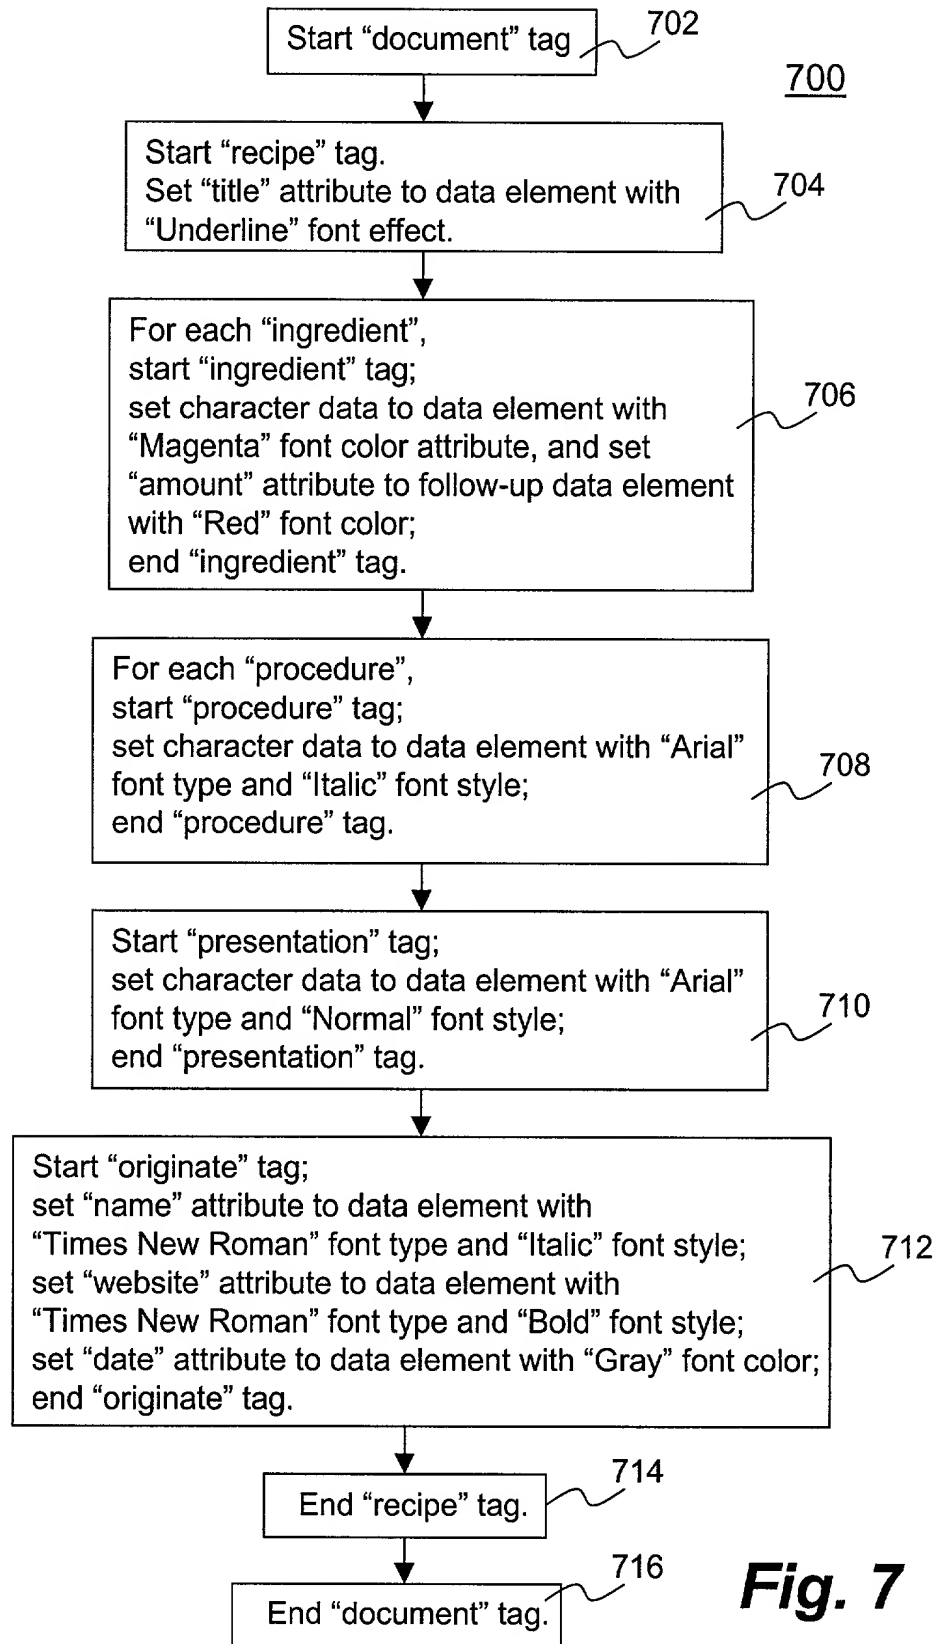 Start “document” tag
702
700
Start “recipe” tag.
Set “title” attribute to data element with
“Underline” font effect.
704
For each “ingredient”,
start “ingredient” tag;
set character data to data element with
“Magenta” font color attribute, and set
“amount” attribute to follow-up data element
with “Red” font color;
end “ingredient” tag.
706
For each “procedure”,
start “procedure” tag;
set character data to data element with “Arial”
font type and “Italic” font style;
end “procedure” tag.
708
Start “presentation” tag;
set character data to data element with “Arial”
font type and “Normal” font style;
end “presentation” tag.
710
Start “originate” tag;
set “name” attribute to data element with
“Times New Roman” font type and “Italic” font style;
set “website” attribute to data element with
“Times New Roman” font type and “Bold” font style;
set “date” attribute to data element with “Gray” font color;
end “originate” tag.
712
End “recipe” tag.
714
End “document” tag.
716
Fig. 7